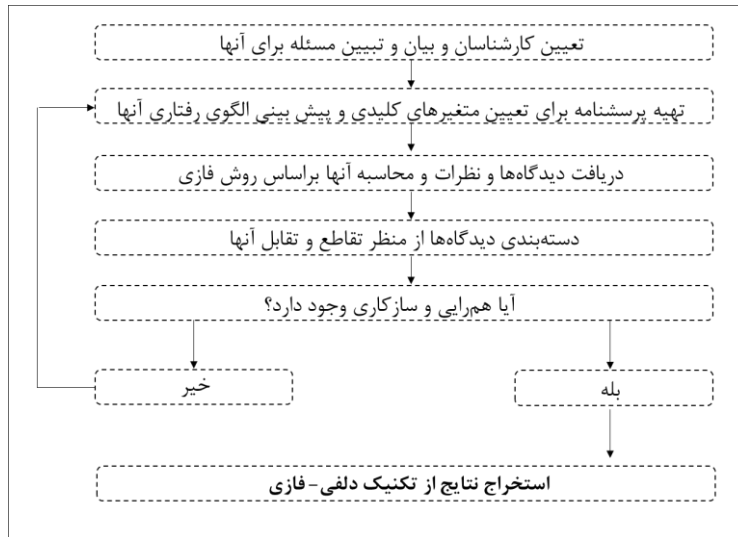 تعیین کارشناسان و بیان و تبیین مسئله برای آنها
تهیه پرسشنامه برای تعیین متغیرهای کلیدی و پیش بینی الگوی رفتاری آنها
دریافت دیدگاه‌ها و نظرات و محاسبه آنها براساس روش فازی
دسته‌بندی دیدگاه‌ها از منظر تقاطع و تقابل آنها
آیا هم‌رایی و سازکاری وجود دارد؟
خیر
بله
استخراج نتایج از تکنیک دلفی-فازی